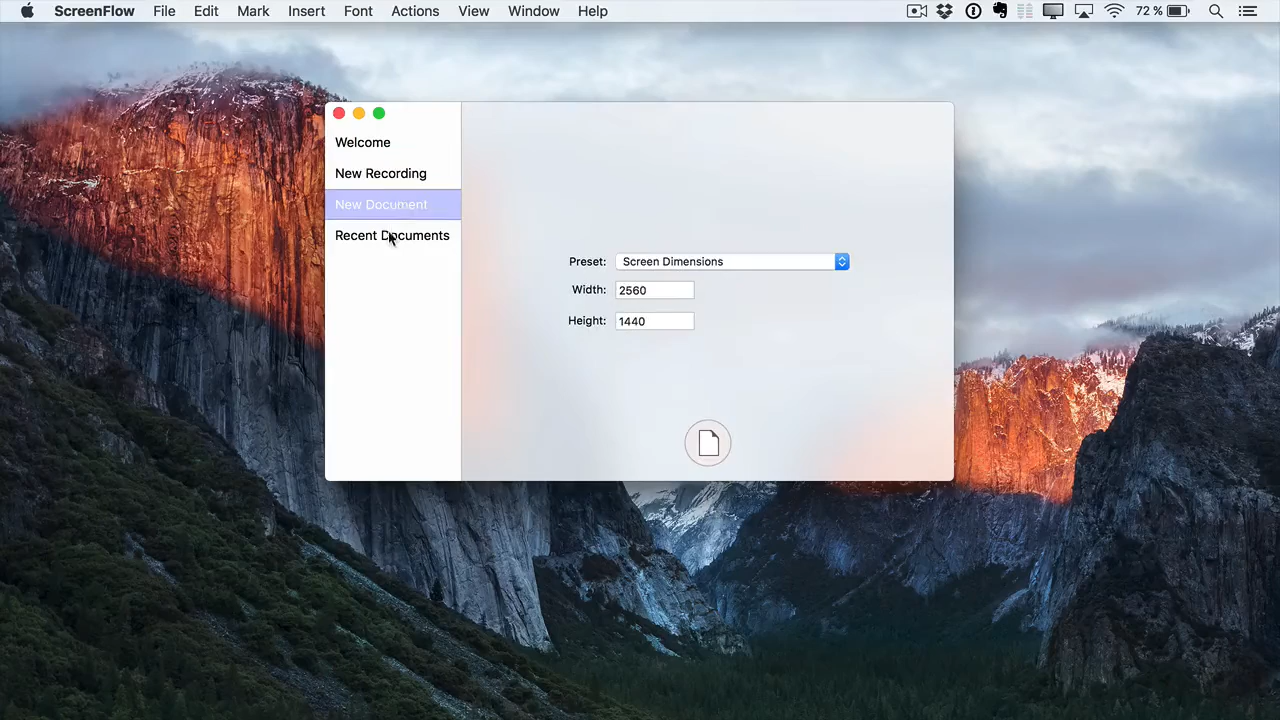 ScreenFlow File Edit Mark Insert Font Actions View Window Help 72 %
Welcome
New Recording
New Document
Recent Documents
Preset: Screen Dimensions
Width: 2560
Height: 1440